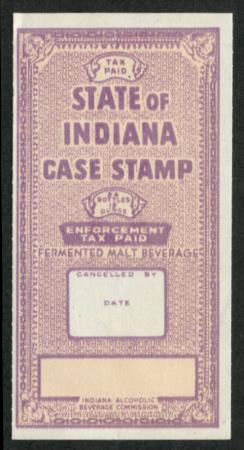 TAX
PAID
STATE OF
INDIANA
CASE STAMP
24
BOTTLES
12
OUNCE
ENFORCEMENT
TAX PAID
FERMENTED MALT BEVERAGE
CANCELLED BY
DATE
INDIANA ALCOHOLIC
BEVERAGE COMMISSION